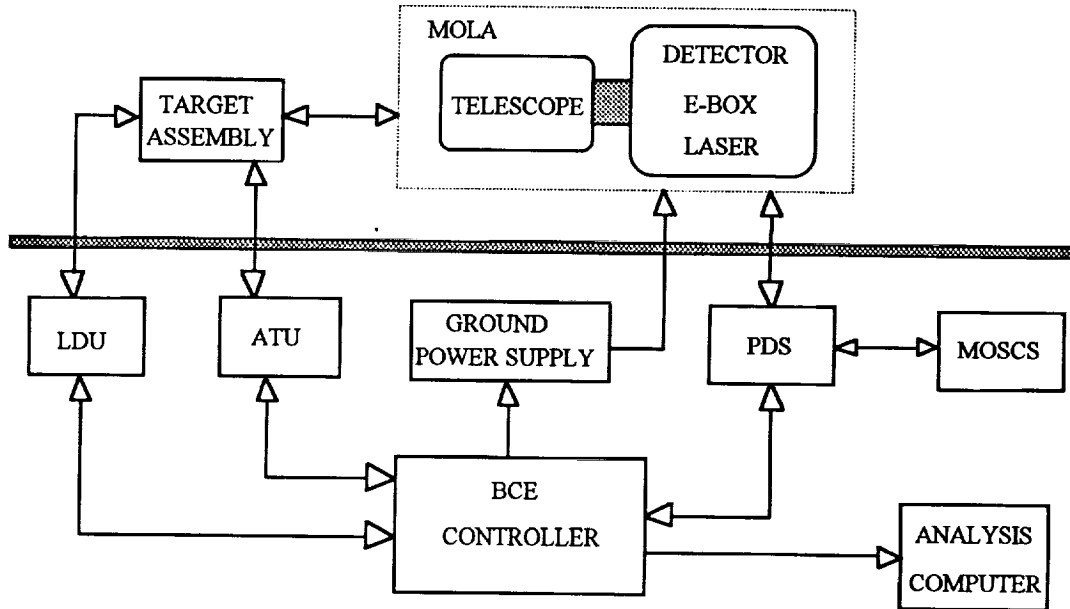 MOLA
TELESCOPE
DETECTOR
E-BOX
LASER
TARGET
ASSEMBLY
LDU
ATU
GROUND
POWER SUPPLY
PDS
MOSCS
BCE
CONTROLLER
ANALYSIS
COMPUTER